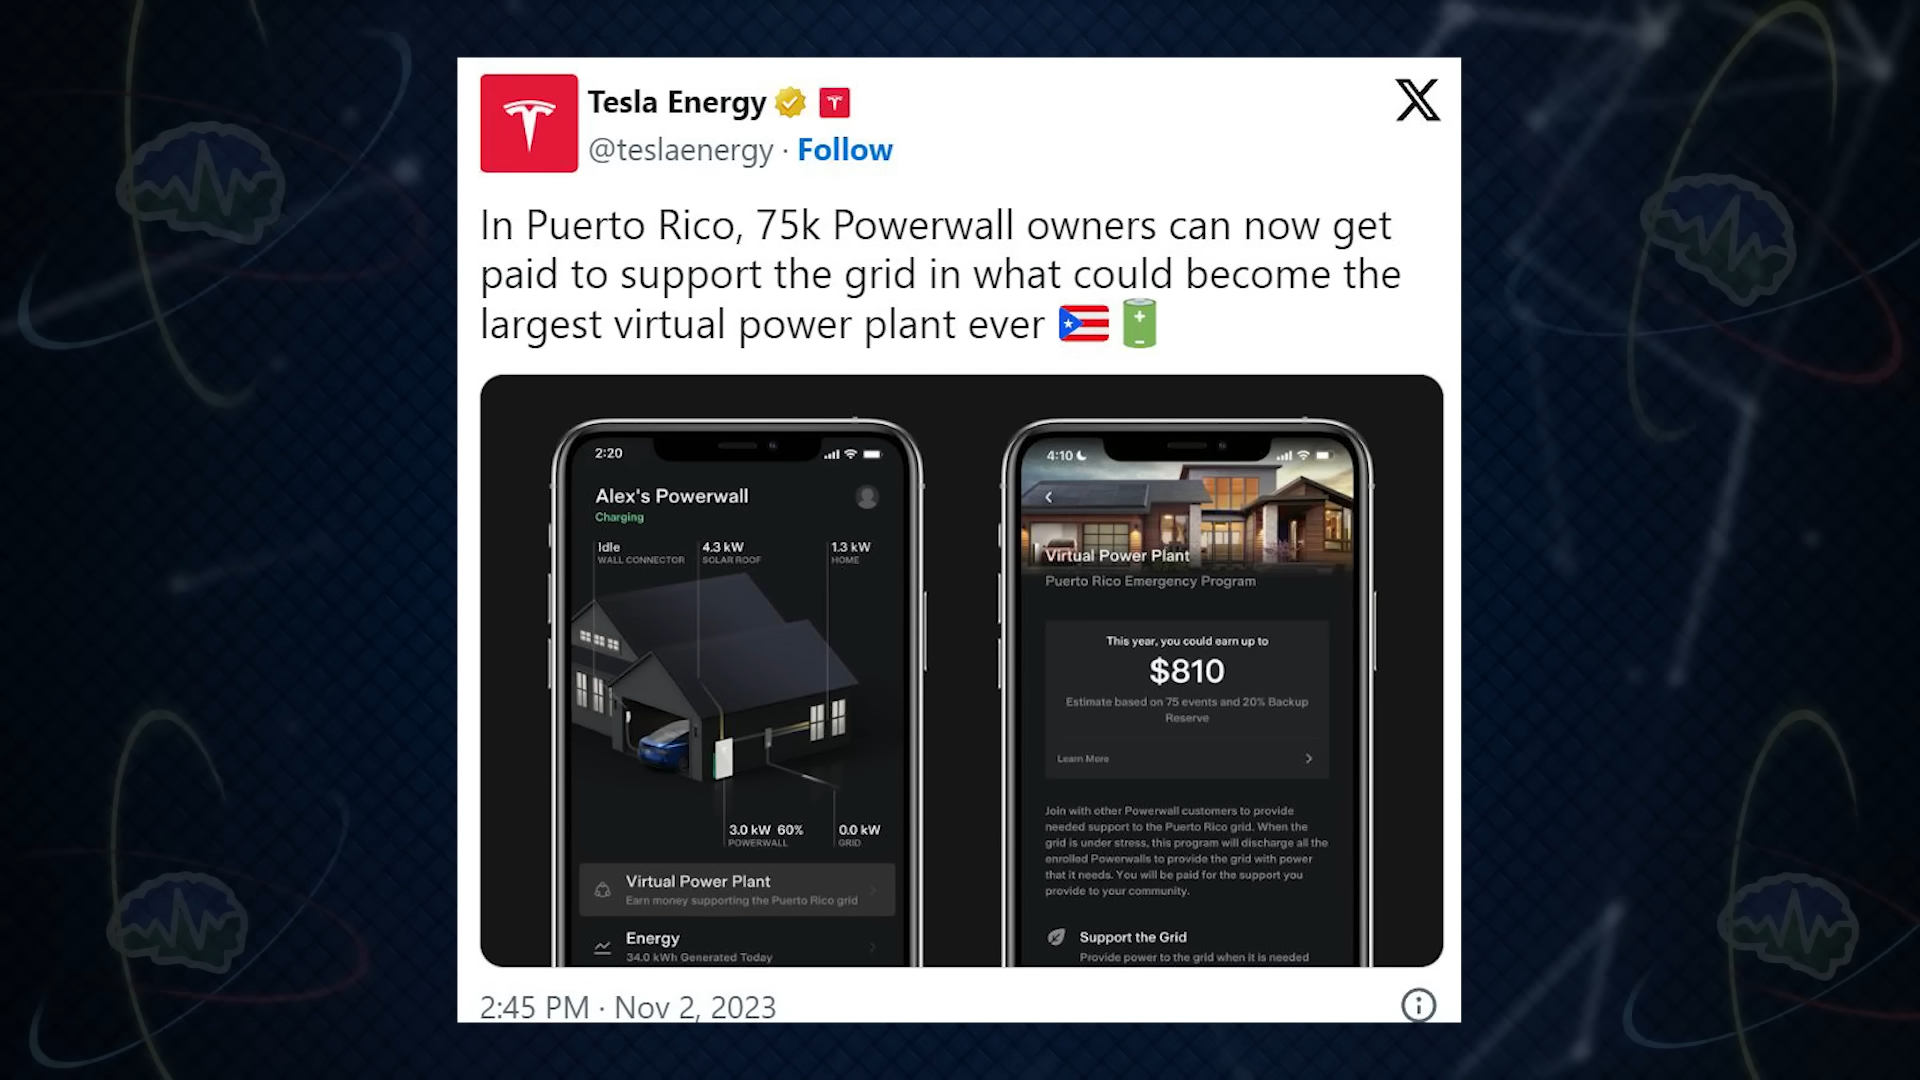 Tesla Energy
@teslaenergy · Follow
In Puerto Rico, 75k Powerwall owners can now get
paid to support the grid in what could become the
largest virtual power plant ever
2:20
Alex's Powerwall
Charging
Idle
WALL CONNECTOR
4.3 kW
SOLAR ROOF
1.3 kW
HOME
3.0 kW 60%
POWERWALL
0.0 kW
GRID
Virtual Power Plant
Earn money supporting the Puerto Rico grid
Energy
34.0 kWh Generated Today
4:10
Virtual Power Plant
Puerto Rico Emergency Program
This year, you could earn up to
$810
Estimate based on 75 events and 20% Backup
Reserve
Learn More
Join with other Powerwall customers to provide
needed support to the Puerto Rico grid. When the
grid is under stress, this program will discharge all the
enrolled Powerwalls to provide the grid with power
that it needs. You will be paid for the support you
provide to your community.
Support the Grid
Provide power to the grid when it is needed
2:45 PM · Nov 2, 2023